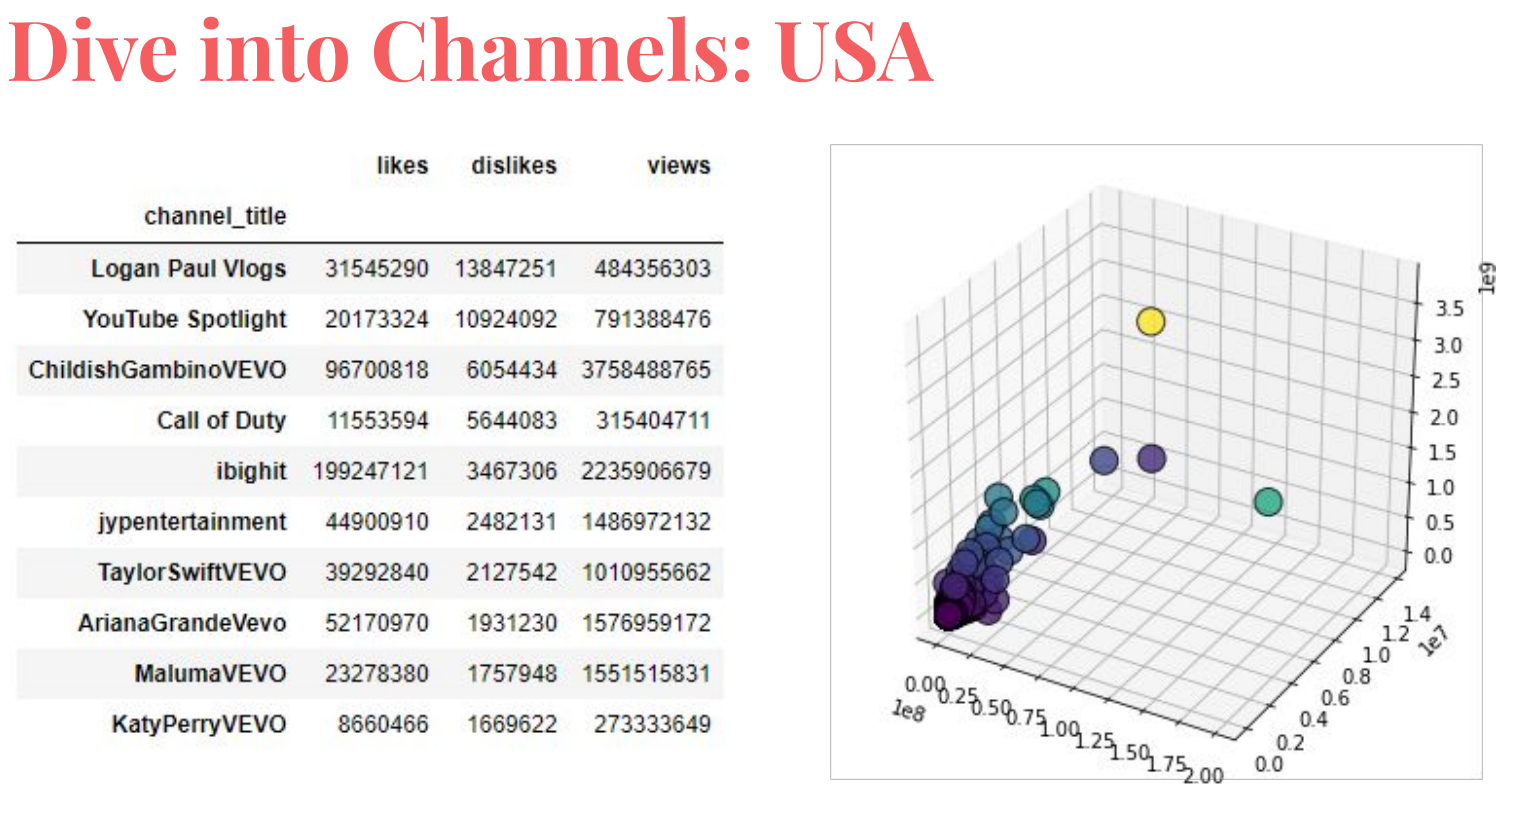 Dive into Channels: USA
likes dislikes views
channel_title
Logan Paul Vlogs 31545290 13847251 484356303
YouTube Spotlight 20173324 10924092 791388476
ChildishGambinoVEVO 96700818 6054434 3758488765
Call of Duty 11553594 5644083 315404711
ibighit 199247121 3467306 2235906679
jypentertainment 44900910 2482131 1486972132
TaylorSwiftVEVO 39292840 2127542 1010955662
ArianaGrandeVevo 52170970 1931230 1576959172
MalumaVEVO 23278380 1757948 1551515831
KatyPerryVEVO 8660466 1669622 273333649
1e9
3.5
3.0
2.5
2.0
1.5
1.0
0.5
0.0
1.4
1.2
1.0
0.8
0.6
0.4
0.2
0.0
1e7
0.00
0.25
0.50
0.75
1.00
1.25
1.50
1.75
2.00
1e8